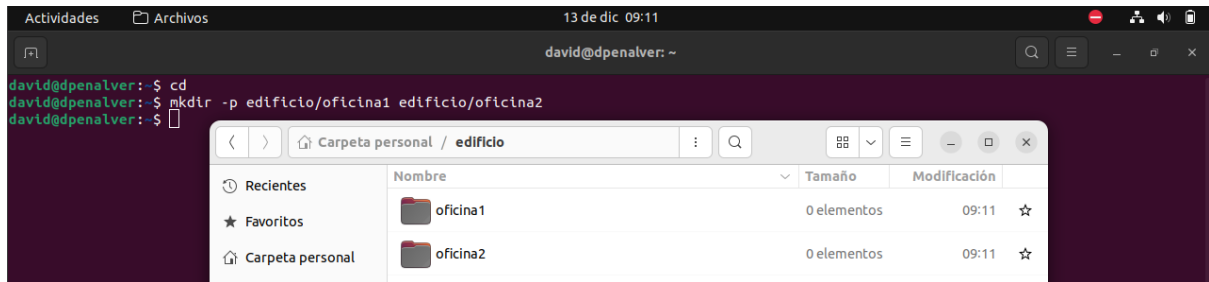 Actividades Archivos 13 de dic 09:11
david@dpenalver: ~
david@dpenalver:~$ cd
david@dpenalver:~$ mkdir -p edificio/oficina1 edificio/oficina2
david@dpenalver:~$
Carpeta personal / edificio
Recientes
Favoritos
Carpeta personal
Nombre Tamaño Modificación
oficina1 0 elementos 09:11
oficina2 0 elementos 09:11